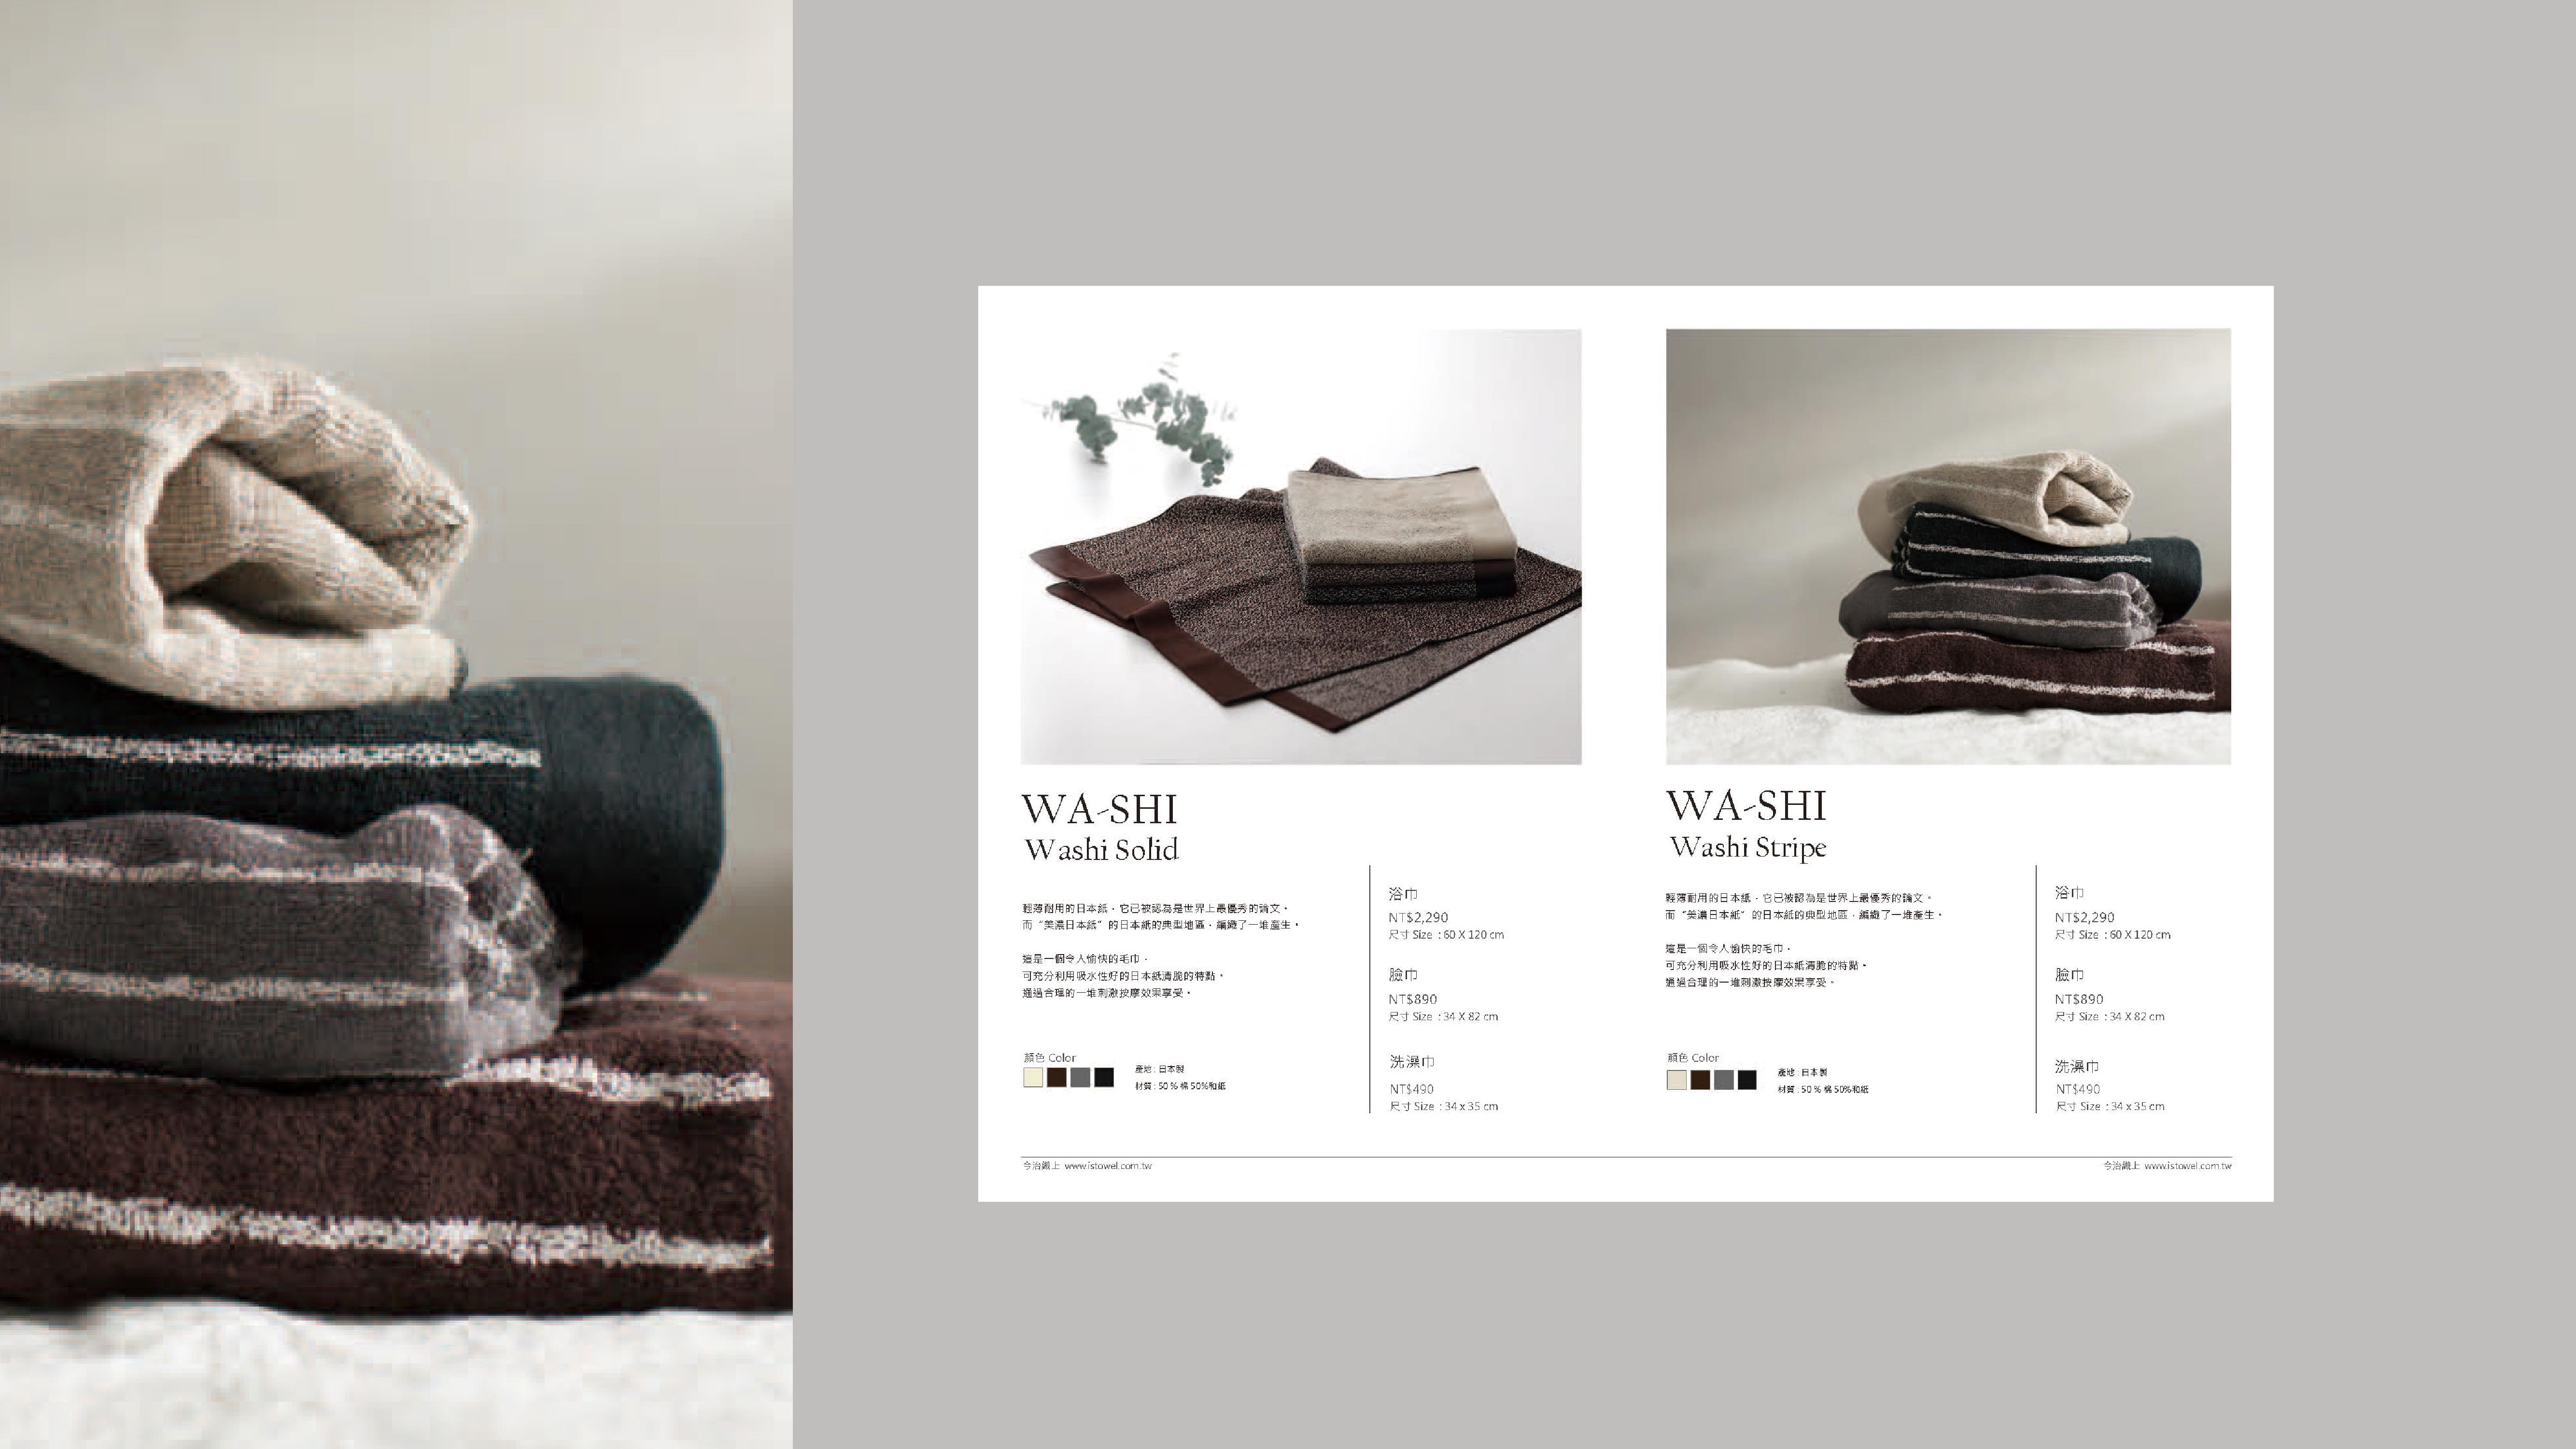 WA-SHI
Washi Solid
輕薄耐用的日本紙，它已被認為是世界上最優秀的論文。
而“美濃日本紙”的日本紙的典型地區，編織了一堆產生。
這是一個令人愉快的毛巾，
可充分利用吸水性好的日本紙清脆的特點。
通過合理的一堆刺激按摩效果享受。
顏色 Color
產地 : 日本製
材質 : 50 % 棉 50%和紙
浴巾
NT$2,290
尺寸 Size : 60 X 120 cm
臉巾
NT$890
尺寸 Size : 34 X 82 cm
洗澡巾
NT$490
尺寸 Size : 34 x 35 cm
今治織上 www.istowel.com.tw
WA-SHI
Washi Stripe
輕薄耐用的日本紙，它已被認為是世界上最優秀的論文。
而“美濃日本紙”的日本紙的典型地區，編織了一堆產生。
這是一個令人愉快的毛巾，
可充分利用吸水性好的日本紙清脆的特點。
通過合理的一堆刺激按摩效果享受。
顏色 Color
產地 : 日本製
材質 : 50 % 棉 50%和紙
浴巾
NT$2,290
尺寸 Size : 60 X 120 cm
臉巾
NT$890
尺寸 Size : 34 X 82 cm
洗澡巾
NT$490
尺寸 Size : 34 x 35 cm
今治織上 www.istowel.com.tw